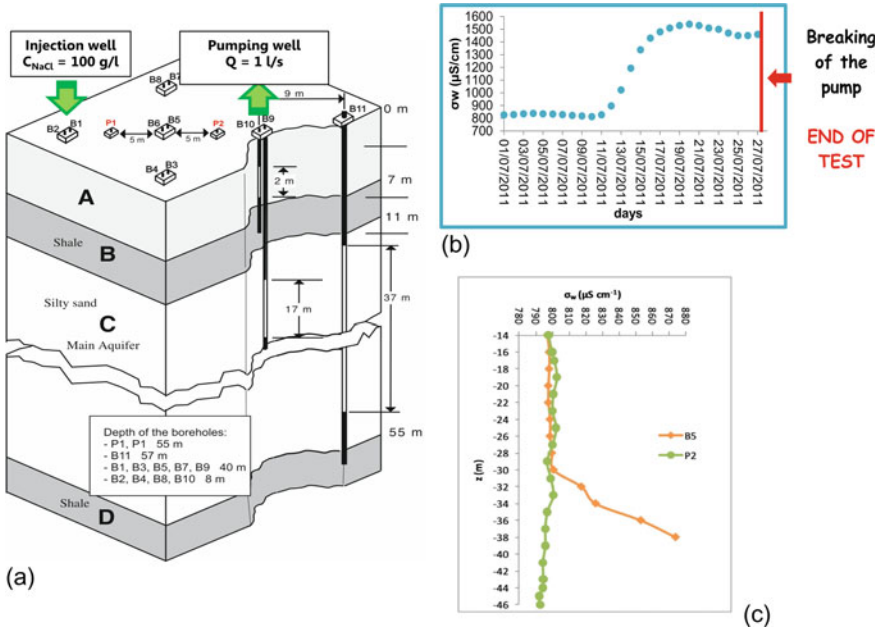 Injection well
C_NaCl = 100 g/l
Pumping well
Q = 1 l/s
B8 B7
9 m
B11
0 m
B2 B1
P1
B6 B5
P2
B10 B9
5 m
5 m
B4 B3
2 m
7 m
A
11 m
Shale
B
Silty sand
37 m
17 m
C
Main Aquifer
Depth of the boreholes:
- P1, P1 55 m
- B11 57 m
- B1, B3, B5, B7, B9 40 m
- B2, B4, B8, B10 8 m
55 m
Shale
D
(a)
1600
1500
1400
1300
1200
1100
1000
900
800
700
σw (µS/cm)
01/07/2011
03/07/2011
05/07/2011
07/07/2011
09/07/2011
11/07/2011
13/07/2011
15/07/2011
17/07/2011
19/07/2011
21/07/2011
23/07/2011
25/07/2011
27/07/2011
days
Breaking
of the
pump
END OF
TEST
(b)
σw (µS cm⁻¹)
780
790
800
810
820
830
840
850
860
870
880
-14
-16
-18
-20
-22
-24
-26
-28
-30
-32
-34
-36
-38
-40
-42
-44
-46
z (m)
B5
P2
(c)